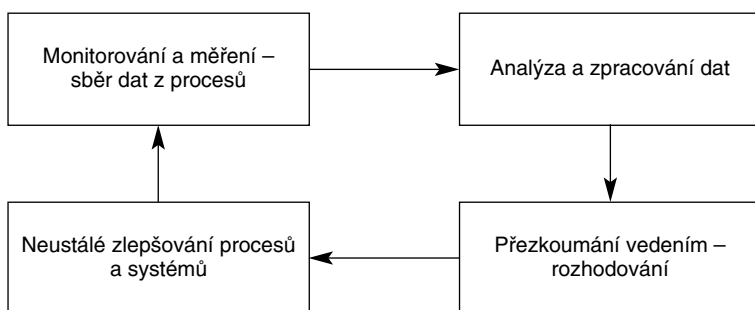 Monitorování a měření –
sběr dat z procesů
Analýza a zpracování dat
Neustálé zlepšování procesů
a systémů
Přezkoumání vedením –
rozhodování